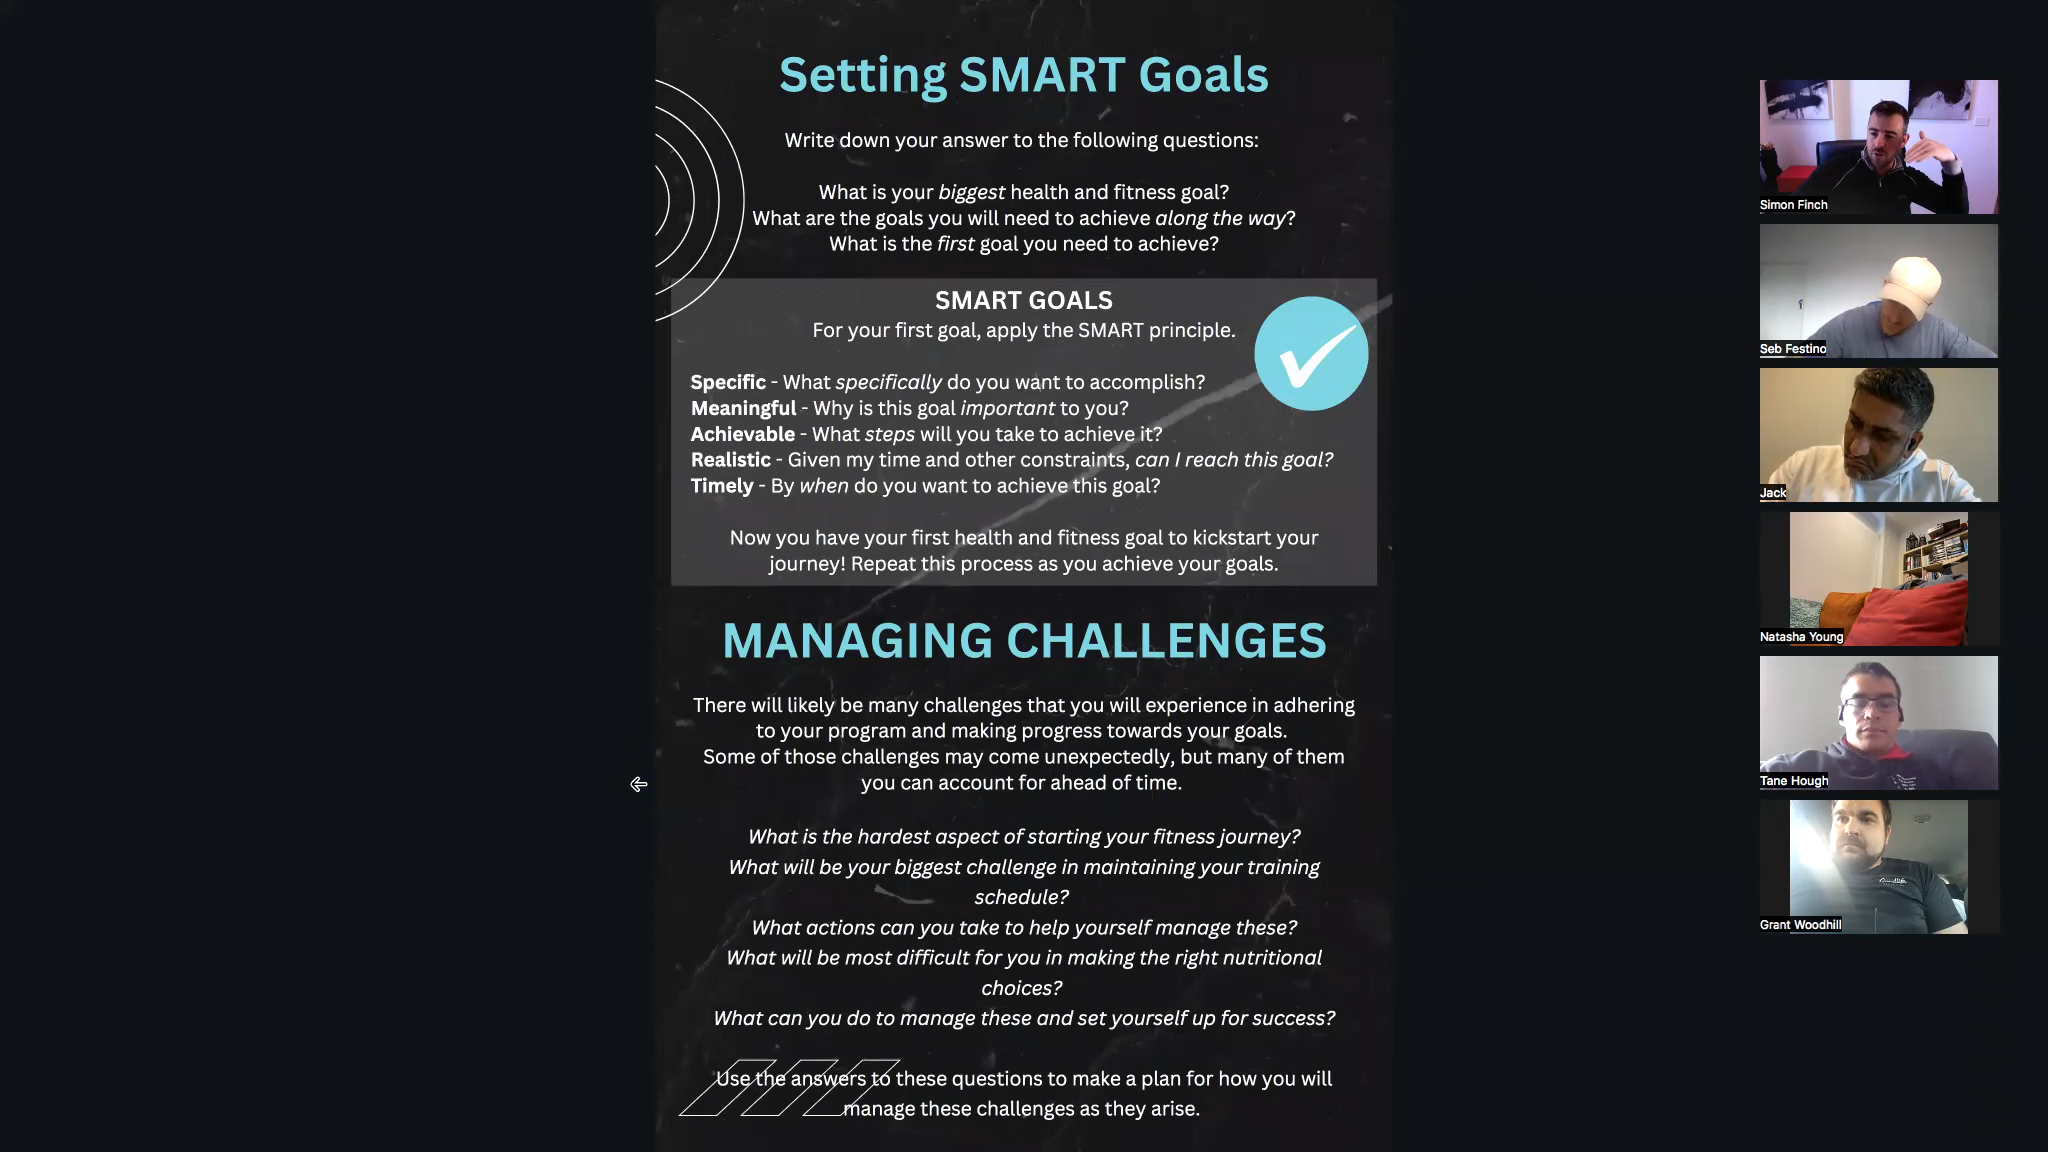 Setting SMART Goals
Write down your answer to the following questions:
What is your biggest health and fitness goal?
What are the goals you will need to achieve along the way?
What is the first goal you need to achieve?
SMART GOALS
For your first goal, apply the SMART principle.
Specific - What specifically do you want to accomplish?
Meaningful - Why is this goal important to you?
Achievable - What steps will you take to achieve it?
Realistic - Given my time and other constraints, can I reach this goal?
Timely - By when do you want to achieve this goal?
Now you have your first health and fitness goal to kickstart your
journey! Repeat this process as you achieve your goals.
MANAGING CHALLENGES
There will likely be many challenges that you will experience in adhering
to your program and making progress towards your goals.
Some of those challenges may come unexpectedly, but many of them
you can account for ahead of time.
What is the hardest aspect of starting your fitness journey?
What will be your biggest challenge in maintaining your training
schedule?
What actions can you take to help yourself manage these?
What will be most difficult for you in making the right nutritional
choices?
What can you do to manage these and set yourself up for success?
Use the answers to these questions to make a plan for how you will
manage these challenges as they arise.
Simon Finch
Seb Festino
Jack
Natasha Young
Tane Hough
Grant Woodhill